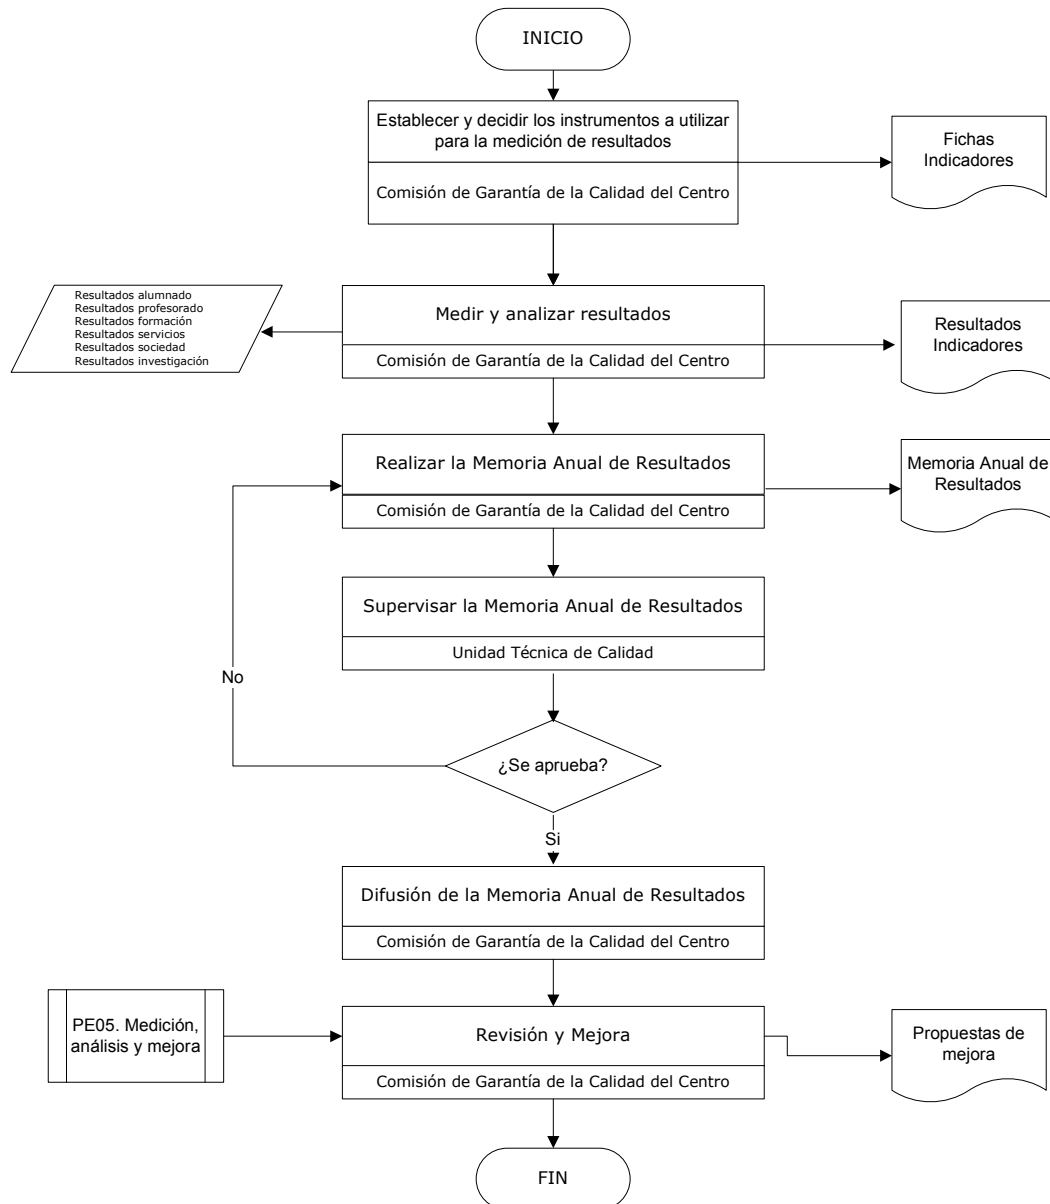 INICIO
Establecer y decidir los instrumentos a utilizar
para la medición de resultados
Comisión de Garantía de la Calidad del Centro
Fichas
Indicadores
Resultados alumnado
Resultados profesorado
Resultados formación
Resultados servicios
Resultados sociedad
Resultados investigación
Medir y analizar resultados
Comisión de Garantía de la Calidad del Centro
Resultados
Indicadores
Realizar la Memoria Anual de Resultados
Comisión de Garantía de la Calidad del Centro
Memoria Anual de
Resultados
Supervisar la Memoria Anual de Resultados
Unidad Técnica de Calidad
No
¿Se aprueba?
Si
Difusión de la Memoria Anual de Resultados
Comisión de Garantía de la Calidad del Centro
PE05. Medición,
análisis y mejora
Revisión y Mejora
Comisión de Garantía de la Calidad del Centro
Propuestas de
mejora
FIN